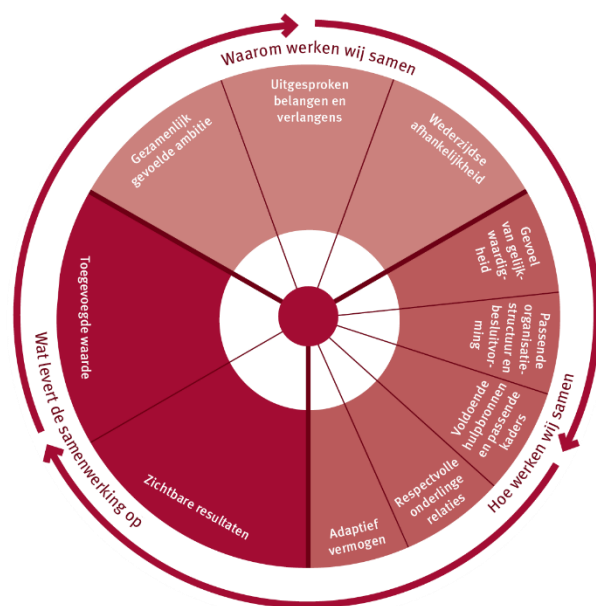 Waarom werken wij samen
Gezamenlijk
gevoelde ambitie
Uitgesproken
belangen en
verlangens
Wederzijdse
afhankelijkheid
Gevoel
van gelijk-
waardig-
heid
Passende
organisatie-
structuur en
besluitvor-
ming
Voldoende
hulpbronnen
en passende
kaders
Respectvolle
onderlinge
relaties
Adaptief
vermogen
Hoe werken wij samen
Zichtbare resultaten
Toegevoegde waarde
Wat levert de samenwerking op